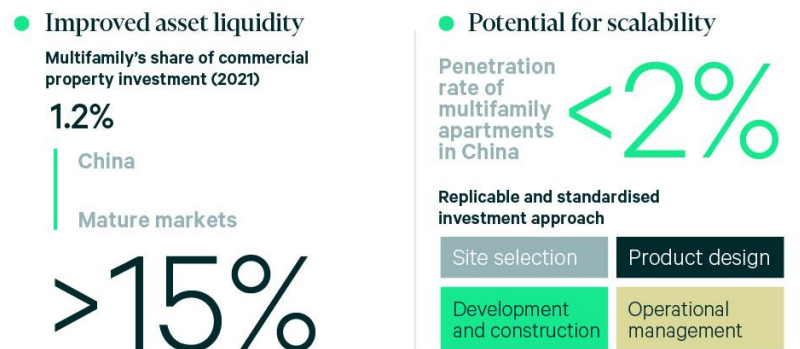 Improved asset liquidity
Multifamily's share of commercial
property investment (2021)
1.2%
China
Mature markets
>15%
Potential for scalability
Penetration
rate of
multifamily
apartments
in China
<2%
Replicable and standardised
investment approach
Site selection
Product design
Development
and construction
Operational
management